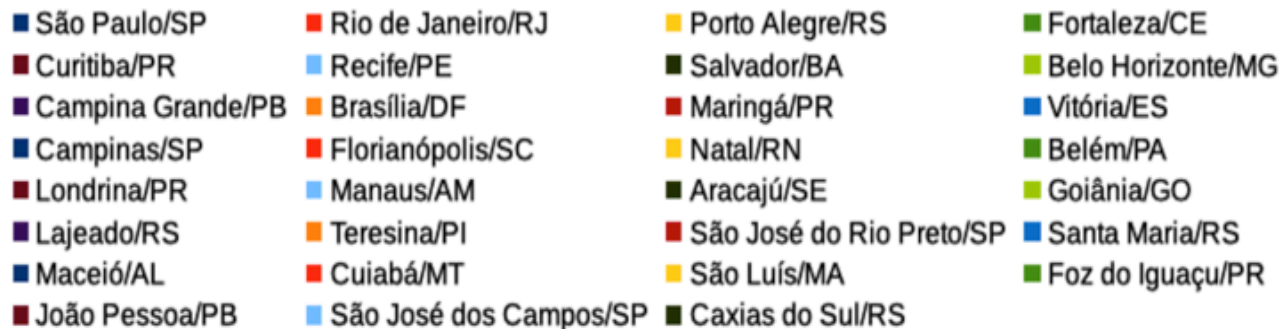 São Paulo/SP Rio de Janeiro/RJ Porto Alegre/RS Fortaleza/CE
Curitiba/PR Recife/PE Salvador/BA Belo Horizonte/MG
Campina Grande/PB Brasília/DF Maringá/PR Vitória/ES
Campinas/SP Florianópolis/SC Natal/RN Belém/PA
Londrina/PR Manaus/AM Aracajú/SE Goiânia/GO
Lajeado/RS Teresina/PI São José do Rio Preto/SP Santa Maria/RS
Maceió/AL Cuiabá/MT São Luís/MA Foz do Iguaçu/PR
João Pessoa/PB São José dos Campos/SP Caxias do Sul/RS